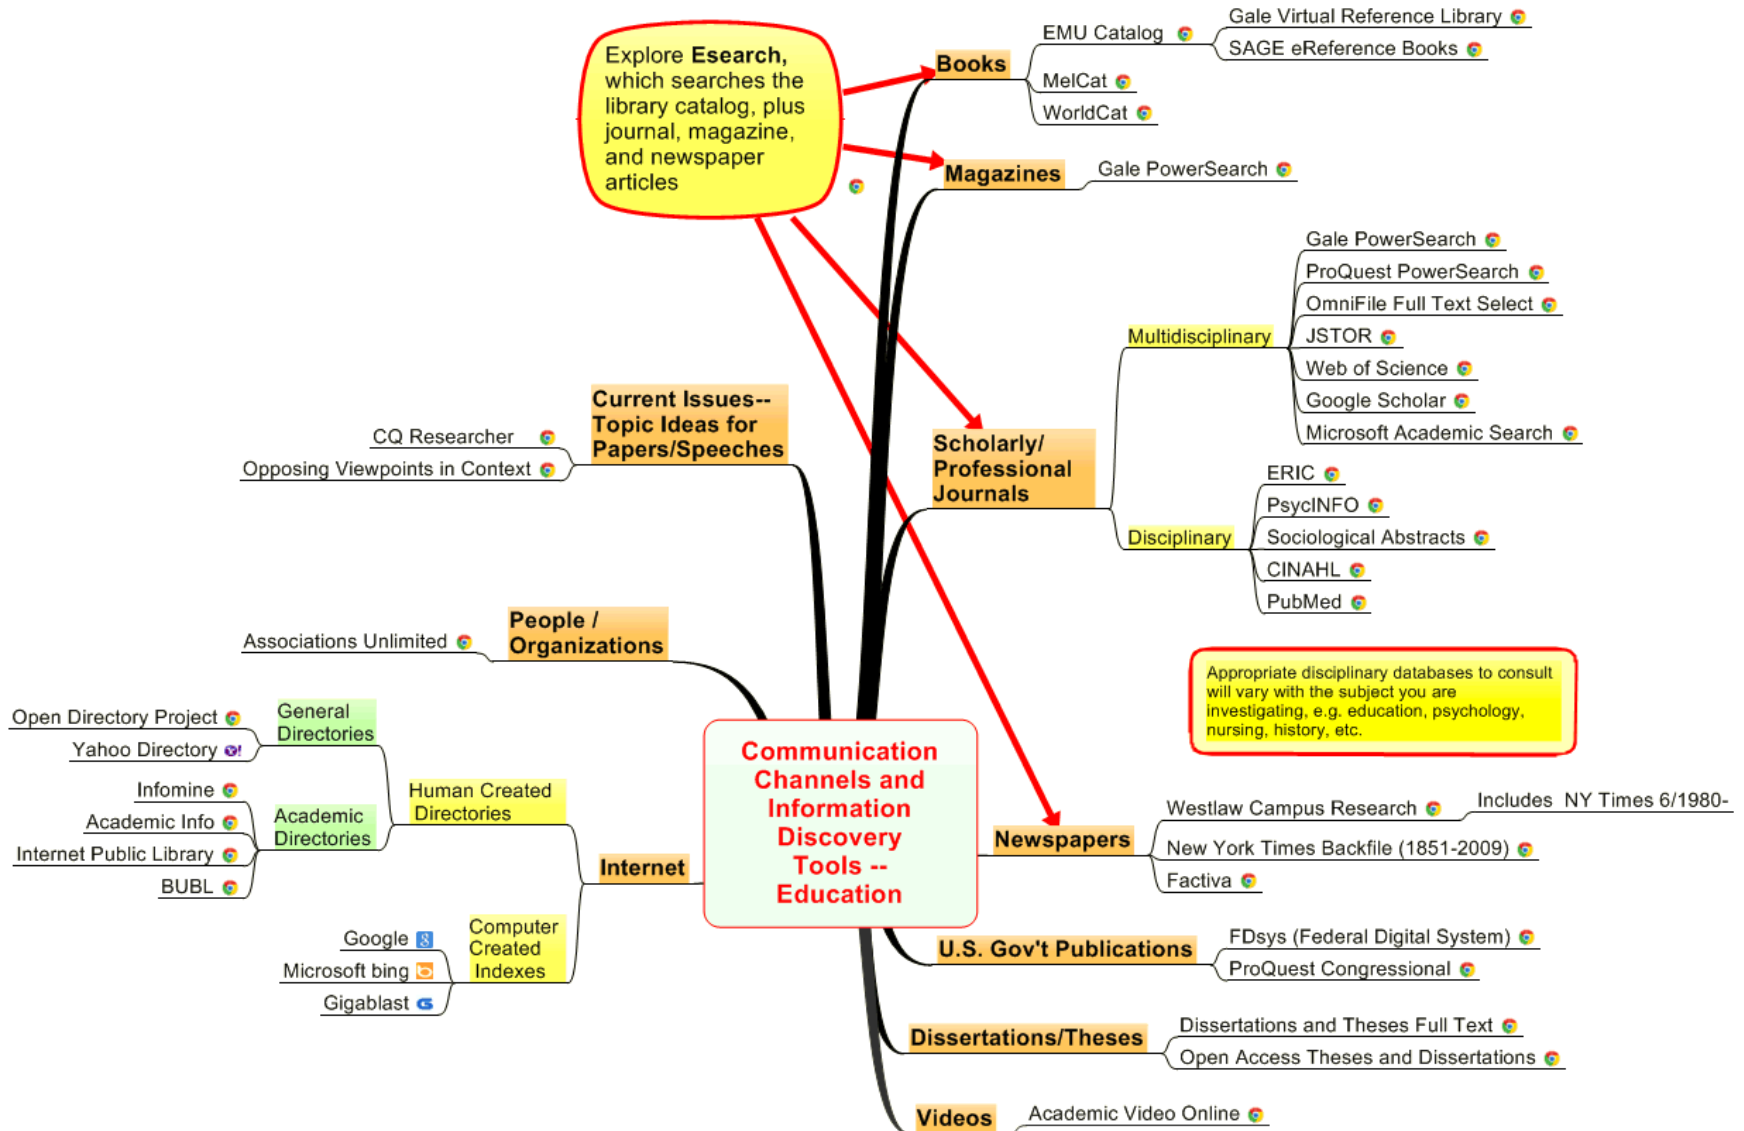 Explore Esearch,
which searches the
library catalog, plus
journal, magazine,
and newspaper
articles
Books
EMU Catalog
Gale Virtual Reference Library
SAGE eReference Books
MelCat
WorldCat
Magazines
Gale PowerSearch
Scholarly/
Professional
Journals
Multidisciplinary
Gale PowerSearch
ProQuest PowerSearch
OmniFile Full Text Select
JSTOR
Web of Science
Google Scholar
Microsoft Academic Search
Disciplinary
ERIC
PsycINFO
Sociological Abstracts
CINAHL
PubMed
Appropriate disciplinary databases to consult
will vary with the subject you are
investigating, e.g. education, psychology,
nursing, history, etc.
Current Issues--
Topic Ideas for
Papers/Speeches
CQ Researcher
Opposing Viewpoints in Context
People /
Organizations
Associations Unlimited
Communication
Channels and
Information
Discovery
Tools --
Education
Internet
Human Created
Directories
General
Directories
Open Directory Project
Yahoo Directory
Academic
Directories
Infomine
Academic Info
Internet Public Library
BUBL
Computer
Created
Indexes
Google
Microsoft bing
Gigablast
Newspapers
Westlaw Campus Research
Includes NY Times 6/1980-
New York Times Backfile (1851-2009)
Factiva
U.S. Gov't Publications
FDsys (Federal Digital System)
ProQuest Congressional
Dissertations/Theses
Dissertations and Theses Full Text
Open Access Theses and Dissertations
Videos
Academic Video Online